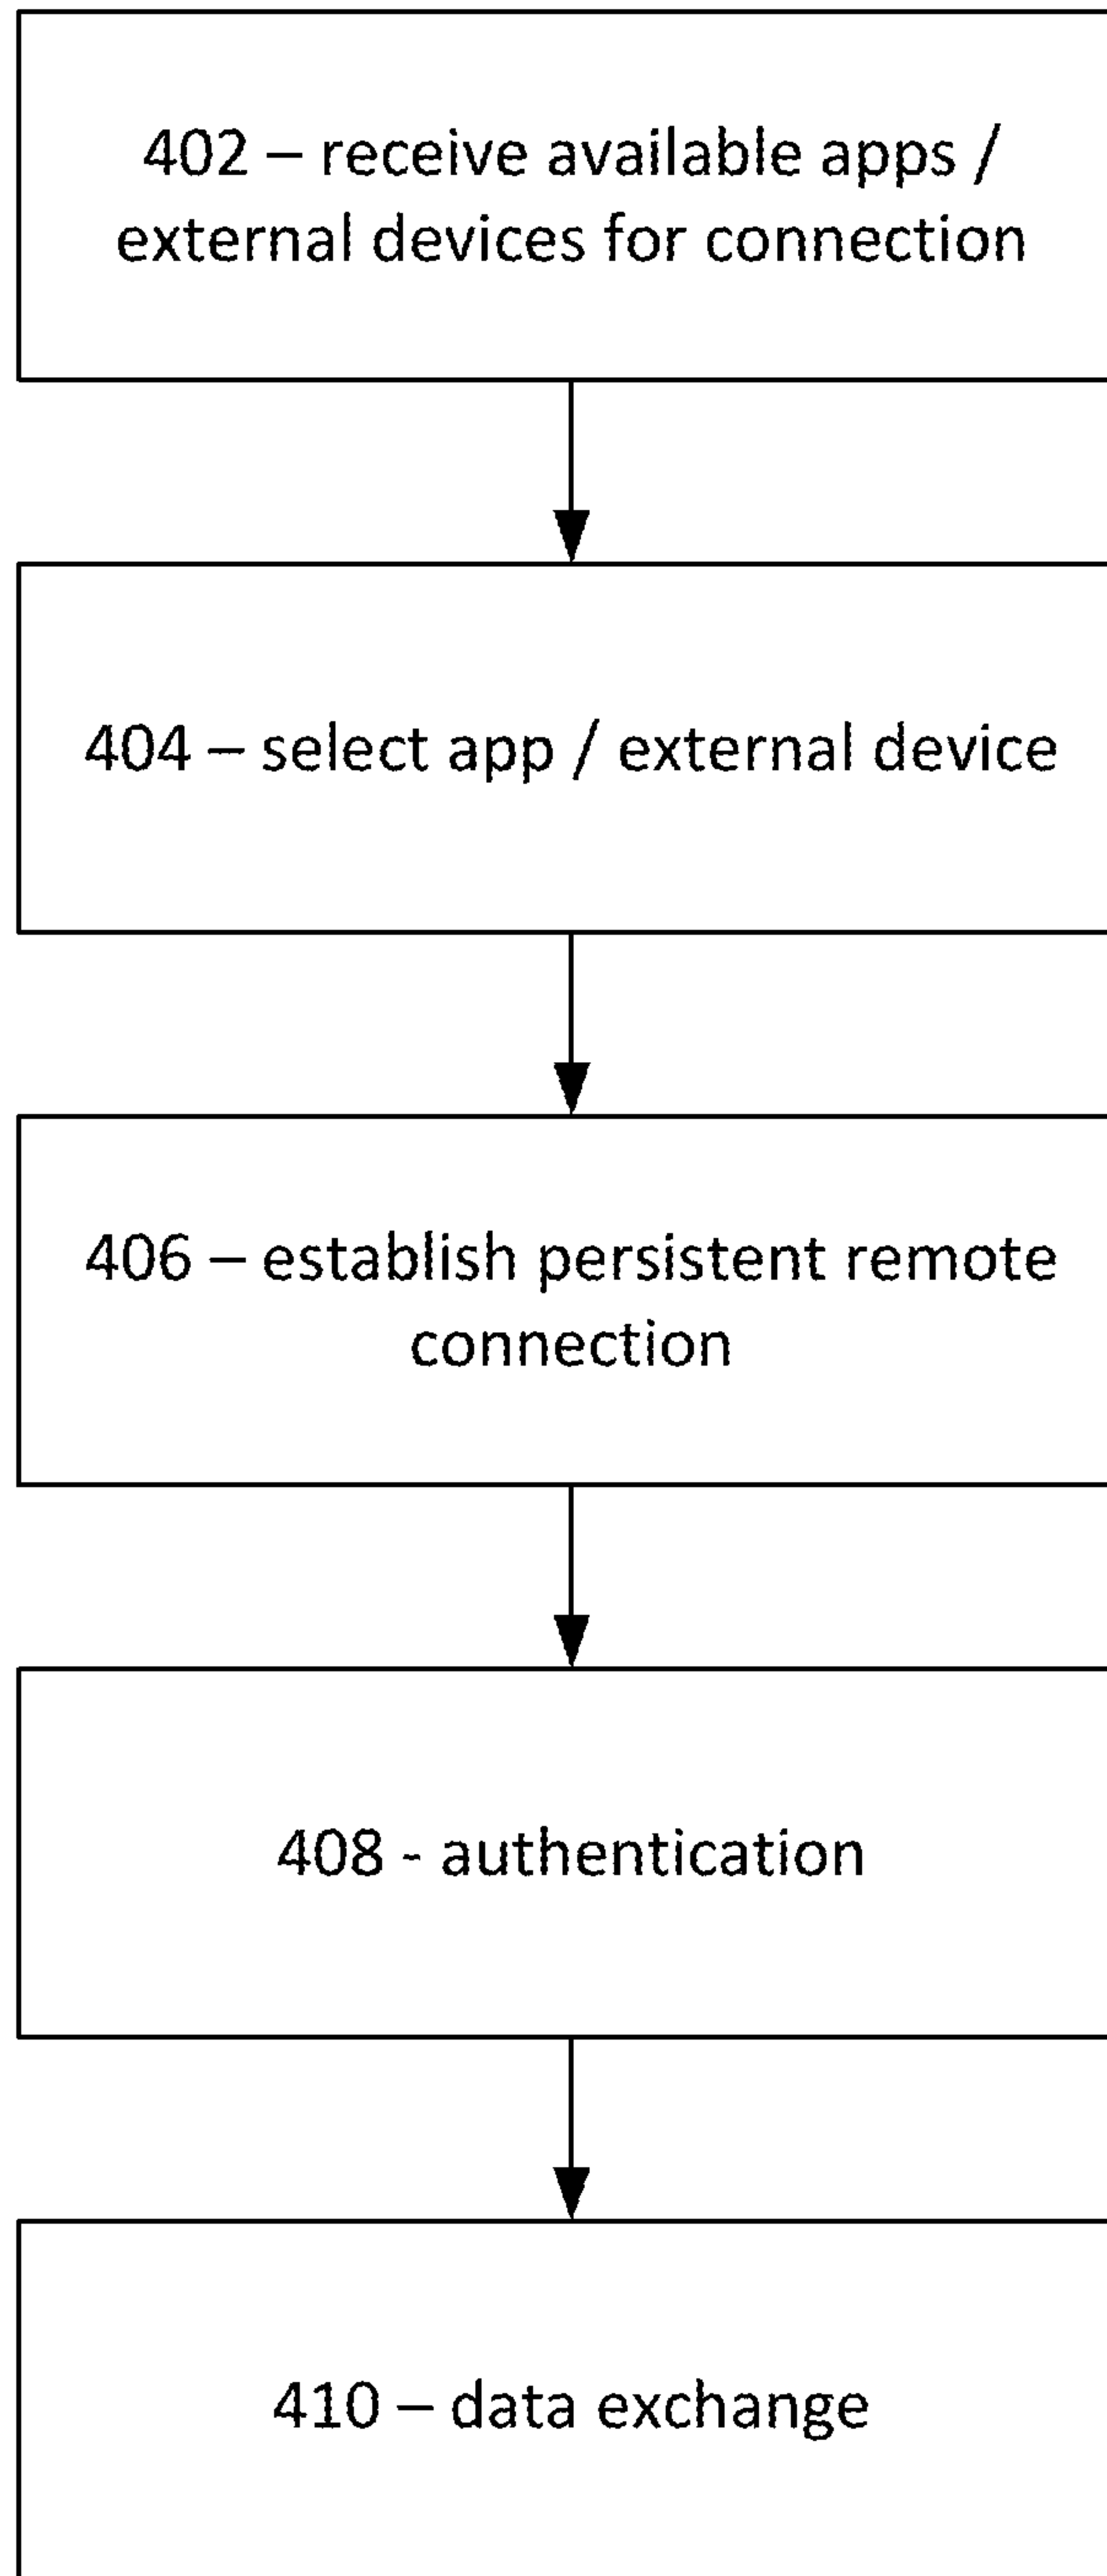 402 – receive available apps /
external devices for connection
404 – select app / external device
406 – establish persistent remote
connection
408 - authentication
410 – data exchange